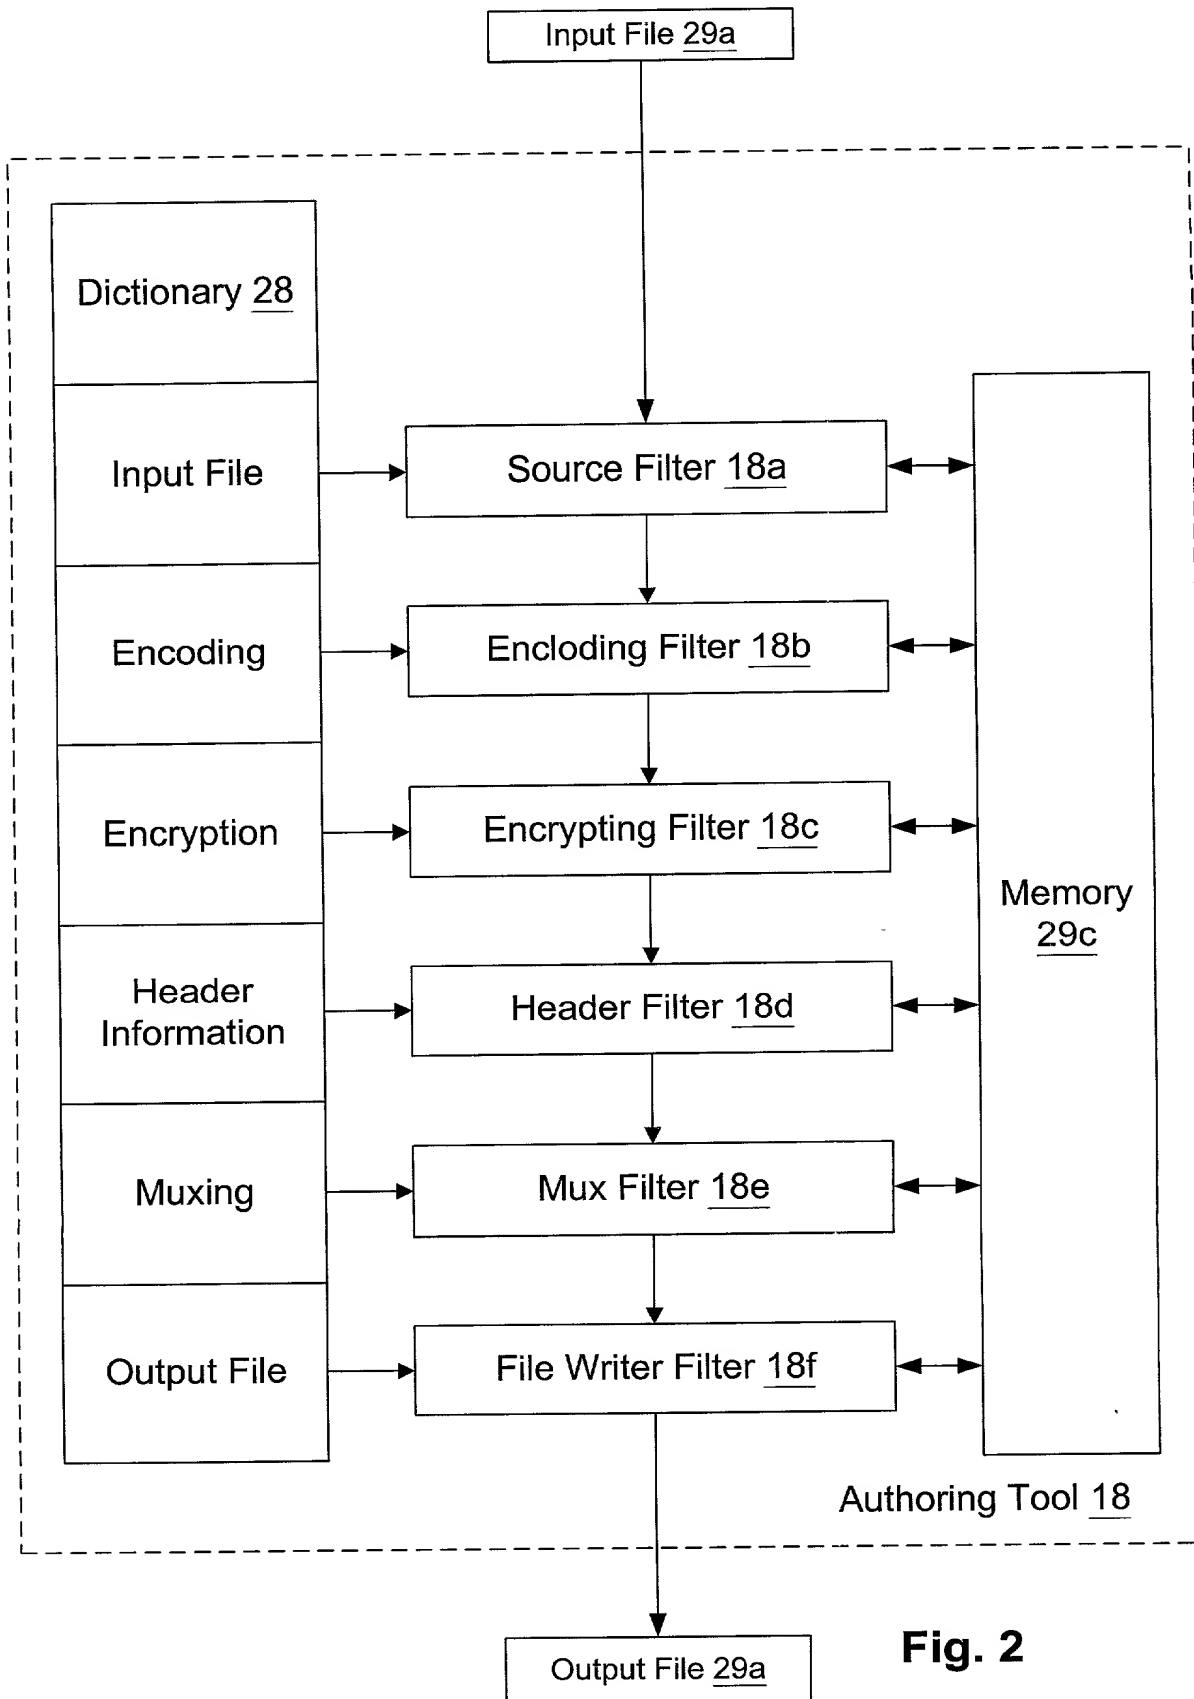 Input File 29a
Dictionary 28
Input File
Source Filter 18a
Encoding
Encloding Filter 18b
Encryption
Encrypting Filter 18c
Memory
29c
Header
Information
Header Filter 18d
Muxing
Mux Filter 18e
Output File
File Writer Filter 18f
Authoring Tool 18
Output File 29a
Fig. 2